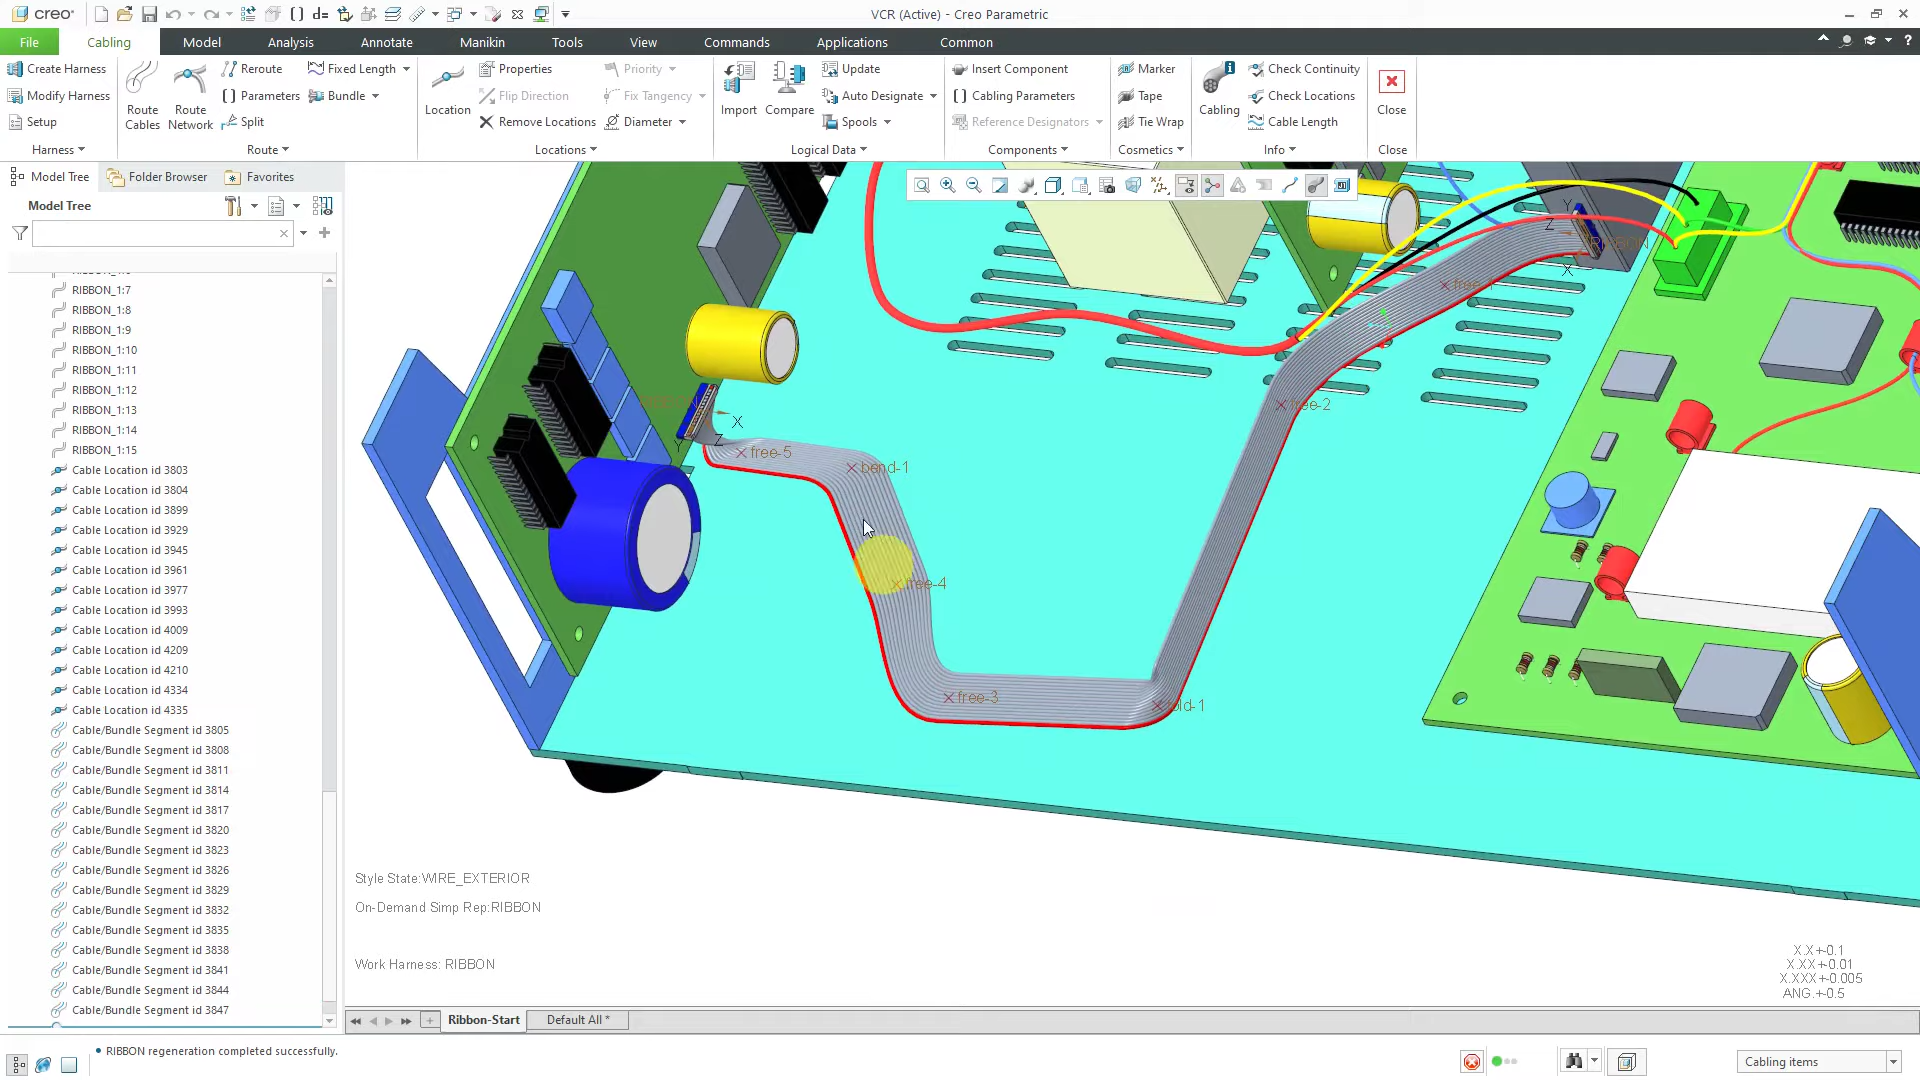 creo
VCR (Active) - Creo Parametric
File
Cabling
Model
Analysis
Annotate
Manikin
Tools
View
Commands
Applications
Common
Create Harness
Modify Harness
Setup
Harness
Route Cables
Route Network
Reroute
Parameters
Split
Fixed Length
Bundle
Route
Location
Properties
Flip Direction
Remove Locations
Priority
Fix Tangency
Diameter
Locations
Import
Compare
Update
Auto Designate
Spools
Logical Data
Insert Component
Cabling Parameters
Reference Designators
Components
Marker
Tape
Tie Wrap
Cosmetics
Cabling
Check Continuity
Check Locations
Cable Length
Info
Close
Close
Model Tree
Folder Browser
Favorites
Model Tree
RIBBON_1:7
RIBBON_1:8
RIBBON_1:9
RIBBON_1:10
RIBBON_1:11
RIBBON_1:12
RIBBON_1:13
RIBBON_1:14
RIBBON_1:15
Cable Location id 3803
Cable Location id 3804
Cable Location id 3899
Cable Location id 3929
Cable Location id 3945
Cable Location id 3961
Cable Location id 3977
Cable Location id 3993
Cable Location id 4009
Cable Location id 4209
Cable Location id 4210
Cable Location id 4334
Cable Location id 4335
Cable/Bundle Segment id 3805
Cable/Bundle Segment id 3808
Cable/Bundle Segment id 3811
Cable/Bundle Segment id 3814
Cable/Bundle Segment id 3817
Cable/Bundle Segment id 3820
Cable/Bundle Segment id 3823
Cable/Bundle Segment id 3826
Cable/Bundle Segment id 3829
Cable/Bundle Segment id 3832
Cable/Bundle Segment id 3835
Cable/Bundle Segment id 3838
Cable/Bundle Segment id 3841
Cable/Bundle Segment id 3844
Cable/Bundle Segment id 3847
Y
Z
X
free-2
X
Z
Y
free-5
bend-1
free-4
free-3
Style State:WIRE_EXTERIOR
On-Demand Simp Rep:RIBBON
Work Harness: RIBBON
X.X+-0.1
X.XX+-0.01
X.XXX+-0.005
ANG.+-0.5
Ribbon-Start
Default All *
RIBBON regeneration completed successfully.
Cabling items